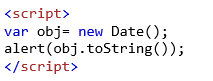 <script>
var obj= new Date();
alert(obj.toString());
</script>